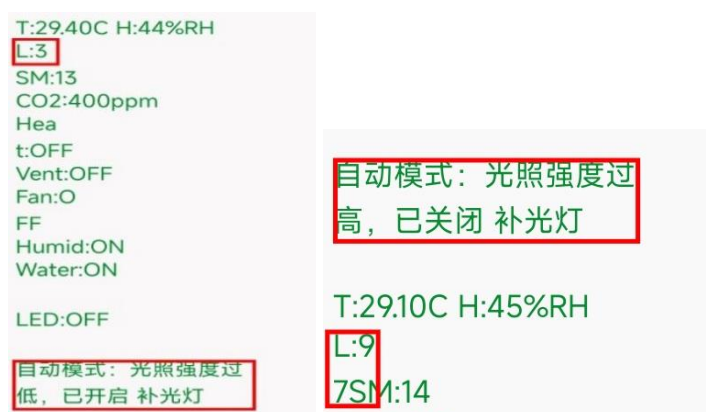 T:29.40C H:44%RH
L:3
SM:13
CO2:400ppm
Hea
t:OFF
Vent:OFF
Fan:O
FF
Humid:ON
Water:ON
LED:OFF
自动模式：光照强度过
低，已开启 补光灯
自动模式：光照强度过
高，已关闭 补光灯
T:29.10C H:45%RH
L:9
7SM:14